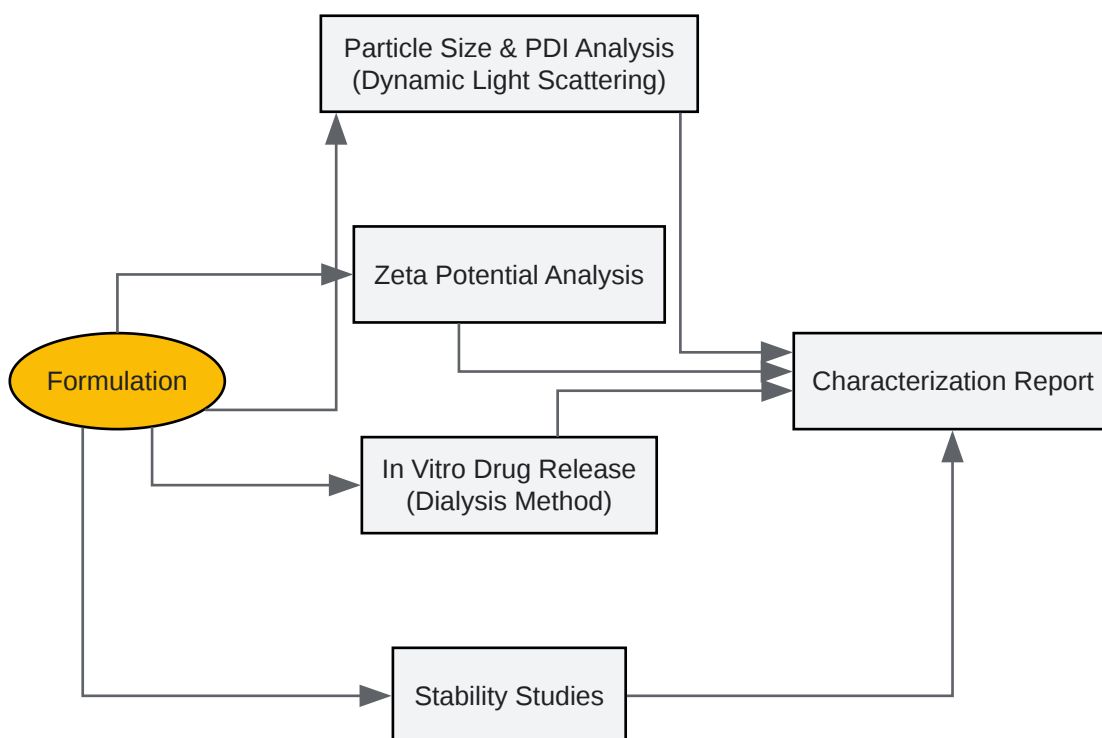 Particle Size & PDI Analysis
(Dynamic Light Scattering)
Zeta Potential Analysis
Formulation
Characterization Report
In Vitro Drug Release
(Dialysis Method)
Stability Studies